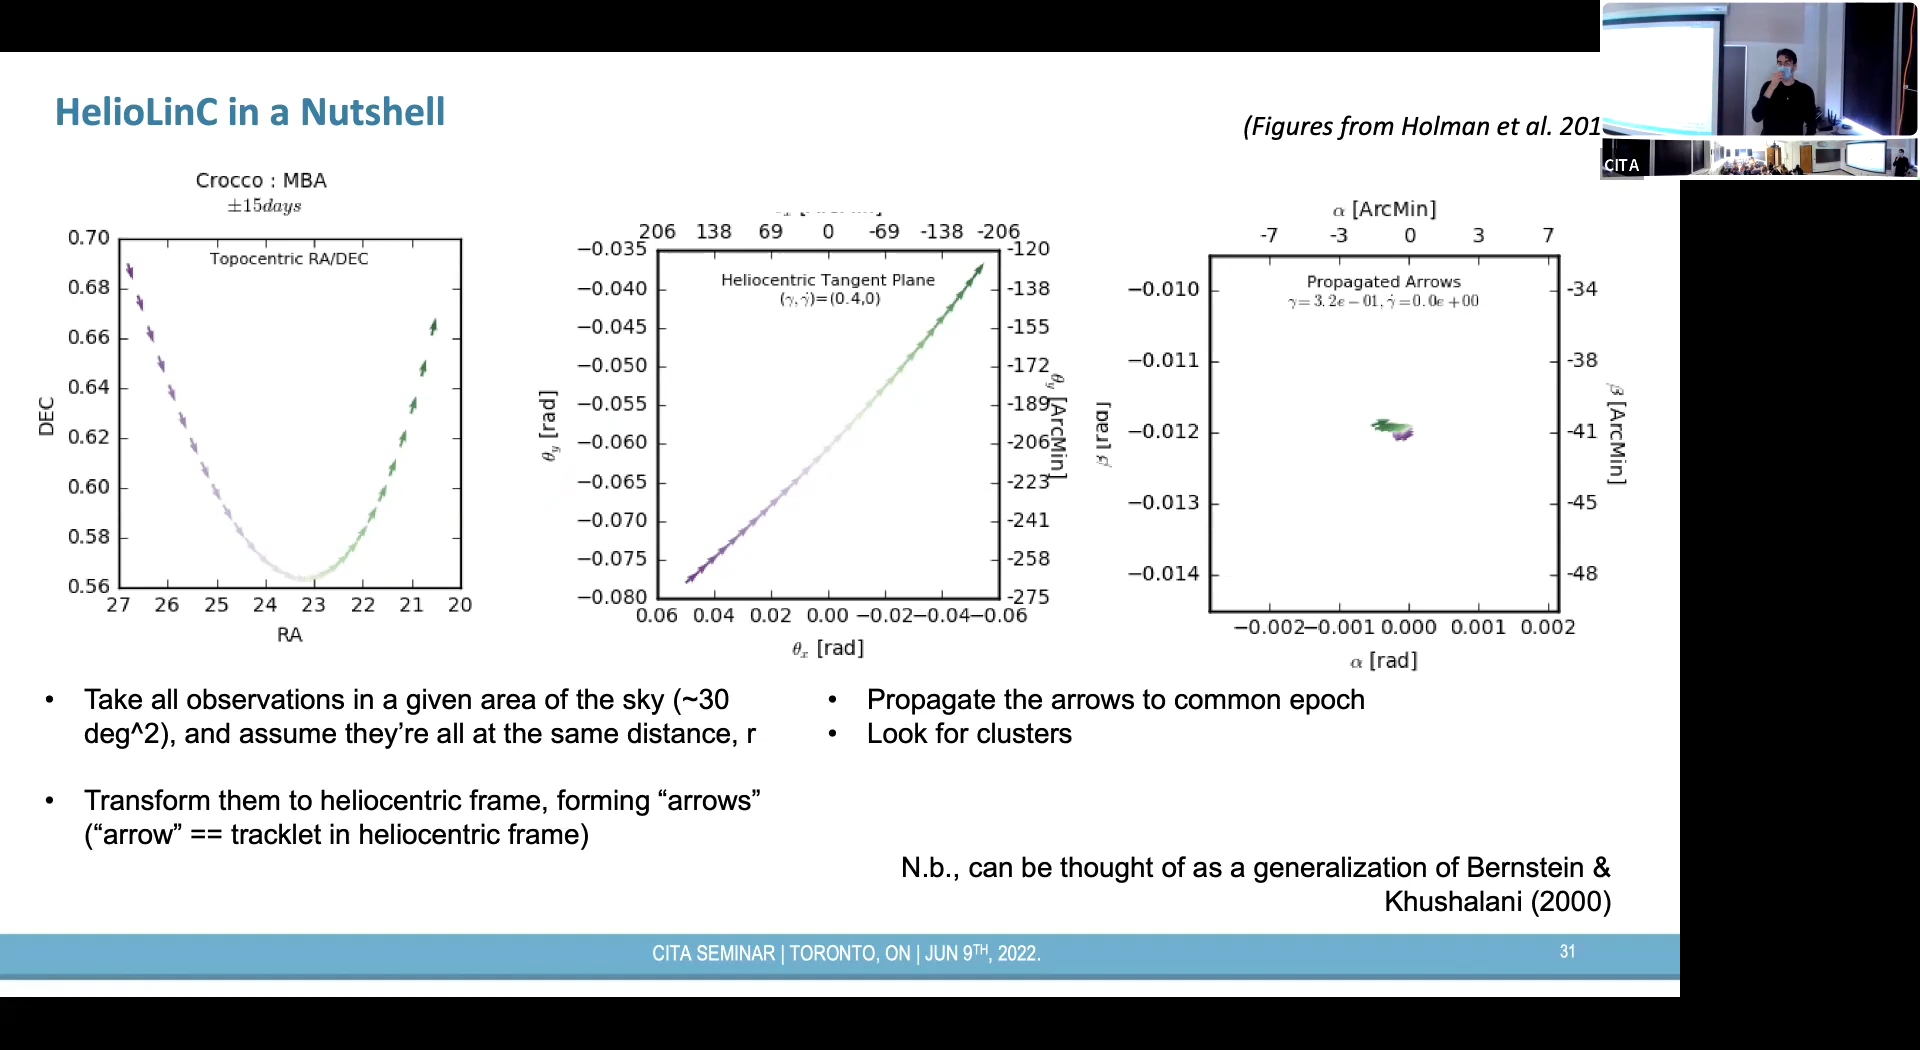 HelioLinC in a Nutshell
(Figures from Holman et al. 201
CITA
Crocco : MBA
±15days
Topocentric RA/DEC
0.70
0.68
0.66
0.64
0.62
0.60
0.58
0.56
DEC
27 26 25 24 23 22 21 20
RA
206 138 69 0 -69 -138 -206
Heliocentric Tangent Plane
(γ, γ̇)=(0.4,0)
−0.035
−0.040
−0.045
−0.050
−0.055
−0.060
−0.065
−0.070
−0.075
−0.080
θy [rad]
-120
-138
-155
-172
-189
-206
-223
-241
-258
-275
θy [ArcMin]
0.06 0.04 0.02 0.00 −0.02−0.04−0.06
θx [rad]
α [ArcMin]
-7 -3 0 3 7
Propagated Arrows
γ=3.2e−01, γ̇=0.0e+00
−0.010
−0.011
−0.012
−0.013
−0.014
β [rad]
-34
-38
-41
-45
-48
β [ArcMin]
−0.002−0.001 0.000 0.001 0.002
α [rad]
• Take all observations in a given area of the sky (~30
deg^2), and assume they’re all at the same distance, r
• Transform them to heliocentric frame, forming “arrows”
(“arrow” == tracklet in heliocentric frame)
• Propagate the arrows to common epoch
• Look for clusters
N.b., can be thought of as a generalization of Bernstein &
Khushalani (2000)
CITA SEMINAR | TORONTO, ON | JUN 9TH, 2022.
31